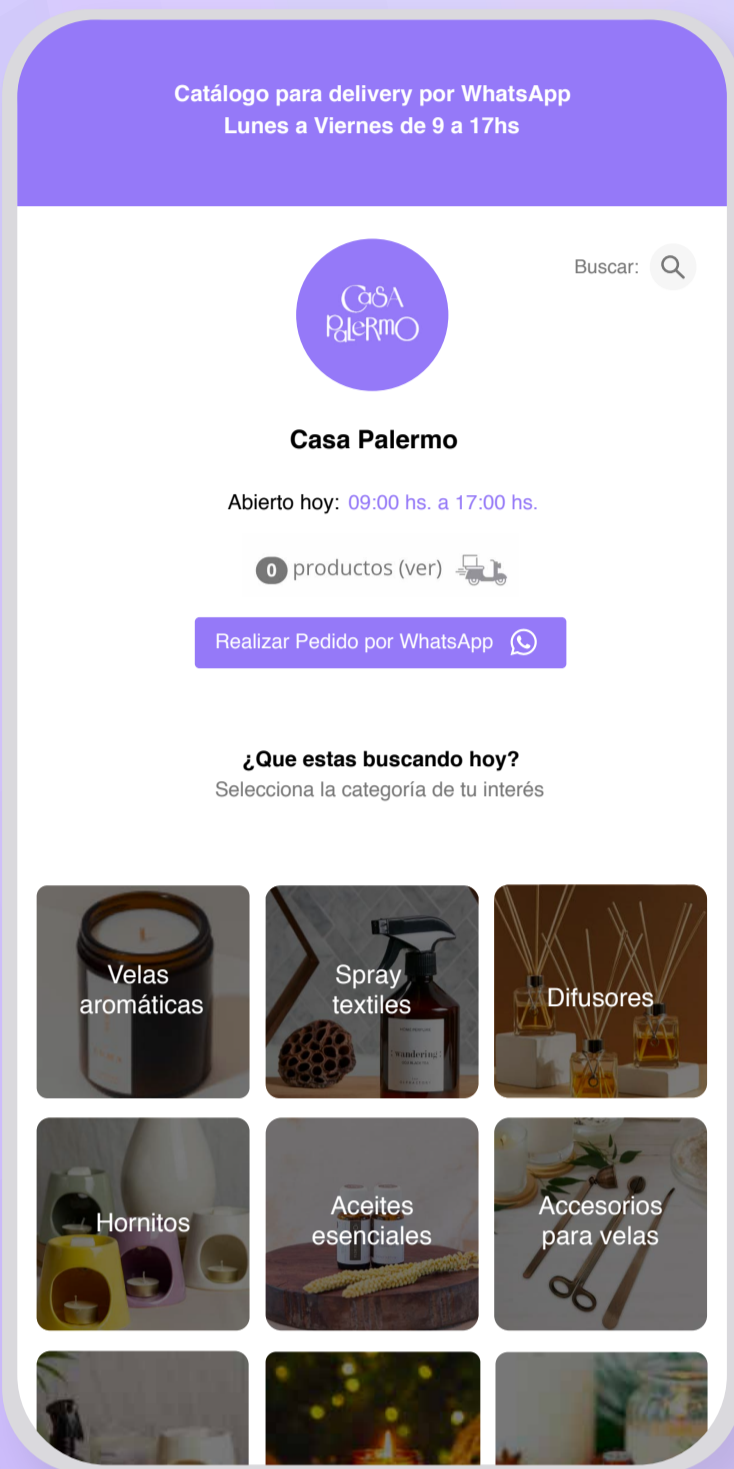 Catálogo para delivery por WhatsApp
Lunes a Viernes de 9 a 17hs
Buscar:
CaSA
PaleRmO
Casa Palermo
Abierto hoy: 09:00 hs. a 17:00 hs.
0 productos (ver)
Realizar Pedido por WhatsApp
¿Que estas buscando hoy?
Selecciona la categoría de tu interés
Velas
aromáticas
Spray
textiles
wandering
Difusores
Hornitos
Aceites
esenciales
Accesorios
para velas